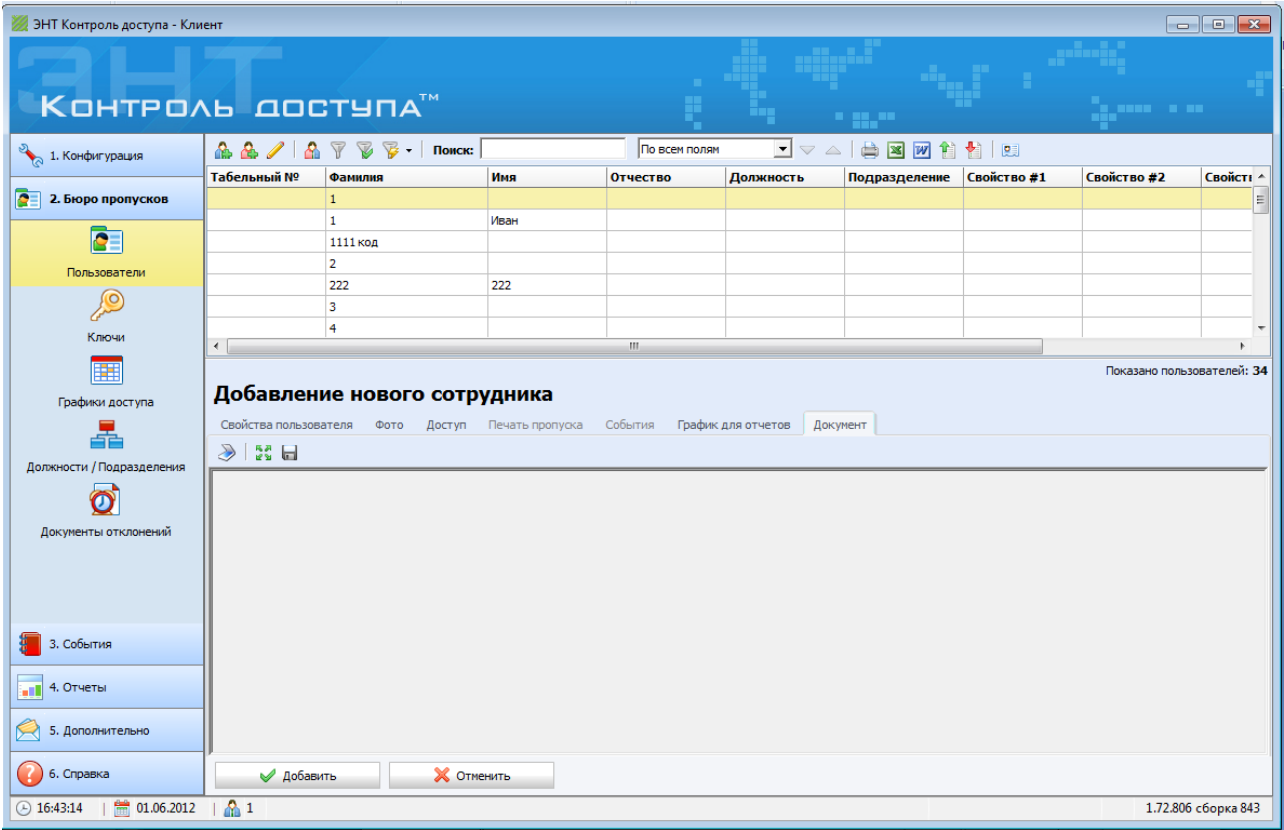 ЭНТ Контроль доступа - Клиент
ЭНТ
КОНТРОЛЬ ДОСТУПА™
1. Конфигурация
2. Бюро пропусков
Пользователи
Ключи
Графики доступа
Должности / Подразделения
Документы отклонений
3. События
4. Отчеты
5. Дополнительно
6. Справка
Поиск: По всем полям
Табельный № Фамилия Имя Отчество Должность Подразделение Свойство #1 Свойство #2 Свойст
1
1 Иван
1111 код
2
222 222
3
4
Показано пользователей: 34
Добавление нового сотрудника
Свойства пользователя Фото Доступ Печать пропуска События График для отчетов Документ
Добавить Отменить
16:43:14 01.06.2012 1 1.72.806 сборка 843